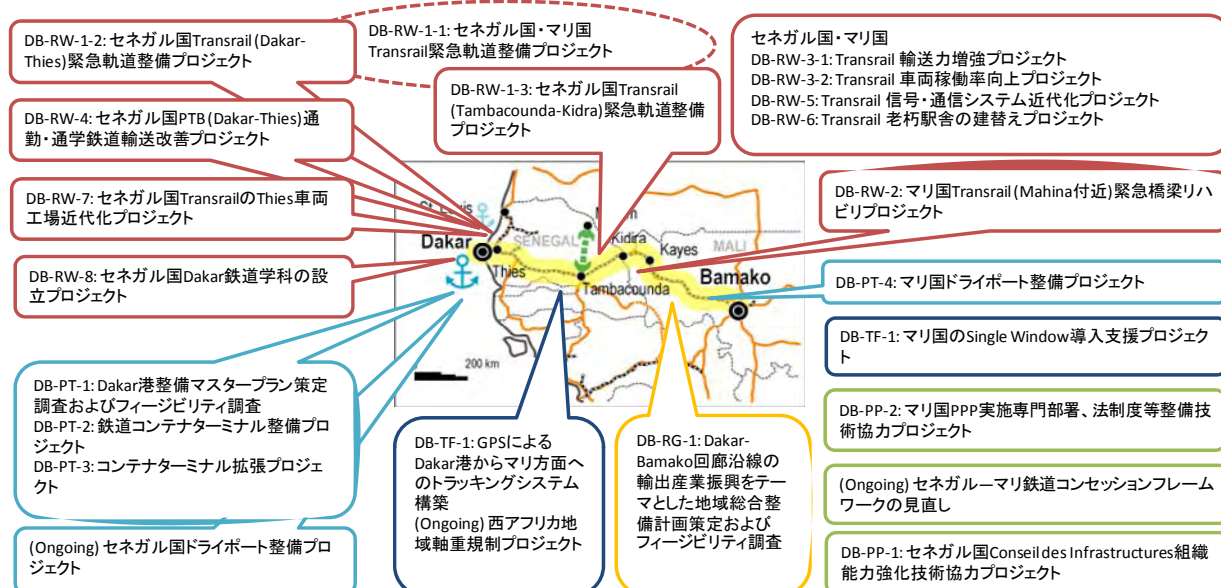 DB-RW-1-2: セネガル国Transrail (Dakar-
Thies)緊急軌道整備プロジェクト
DB-RW-1-1: セネガル国・マリ国
Transrail緊急軌道整備プロジェクト
DB-RW-1-3: セネガル国Transrail
(Tambacounda-Kidra)緊急軌道整備
プロジェクト
セネガル国・マリ国
DB-RW-3-1: Transrail 輸送力増強プロジェクト
DB-RW-3-2: Transrail 車両稼働率向上プロジェクト
DB-RW-5: Transrail 信号・通信システム近代化プロジェクト
DB-RW-6: Transrail 老朽駅舎の建替えプロジェクト
DB-RW-4: セネガル国PTB (Dakar-Thies)通
勤・通学鉄道輸送改善プロジェクト
DB-RW-7: セネガル国TransrailのThies車両
工場近代化プロジェクト
DB-RW-8: セネガル国Dakar鉄道学科の設
立プロジェクト
DB-RW-2: マリ国Transrail (Mahina付近)緊急橋梁リハ
ビリプロジェクト
St. Louis
SENEGAL
Kidira
MALI
Dakar
Kayes
Thies
Tambacounda
Bamako
200 km
DB-PT-4: マリ国ドライポート整備プロジェクト
DB-TF-1: マリ国のSingle Window導入支援プロジェク
ト
DB-PP-2: マリ国PPP実施専門部署、法制度等整備技
術協力プロジェクト
(Ongoing) セネガルーマリ鉄道コンセッションフレーム
ワークの見直し
DB-PP-1: セネガル国Conseil des Infrastructures組織
能力強化技術協力プロジェクト
DB-PT-1: Dakar港整備マスタープラン策定
調査およびフィージビリティ調査
DB-PT-2: 鉄道コンテナターミナル整備プロ
ジェクト
DB-PT-3: コンテナターミナル拡張プロジェ
クト
(Ongoing) セネガル国ドライポート整備プロ
ジェクト
DB-TF-1: GPSによる
Dakar港からマリ方面へ
のトラッキングシステム
構築
(Ongoing) 西アフリカ地
域軸重規制プロジェクト
DB-RG-1: Dakar-
Bamako回廊沿線の
輸出産業振興をテー
マとした地域総合整
備計画策定および
フィージビリティ調査